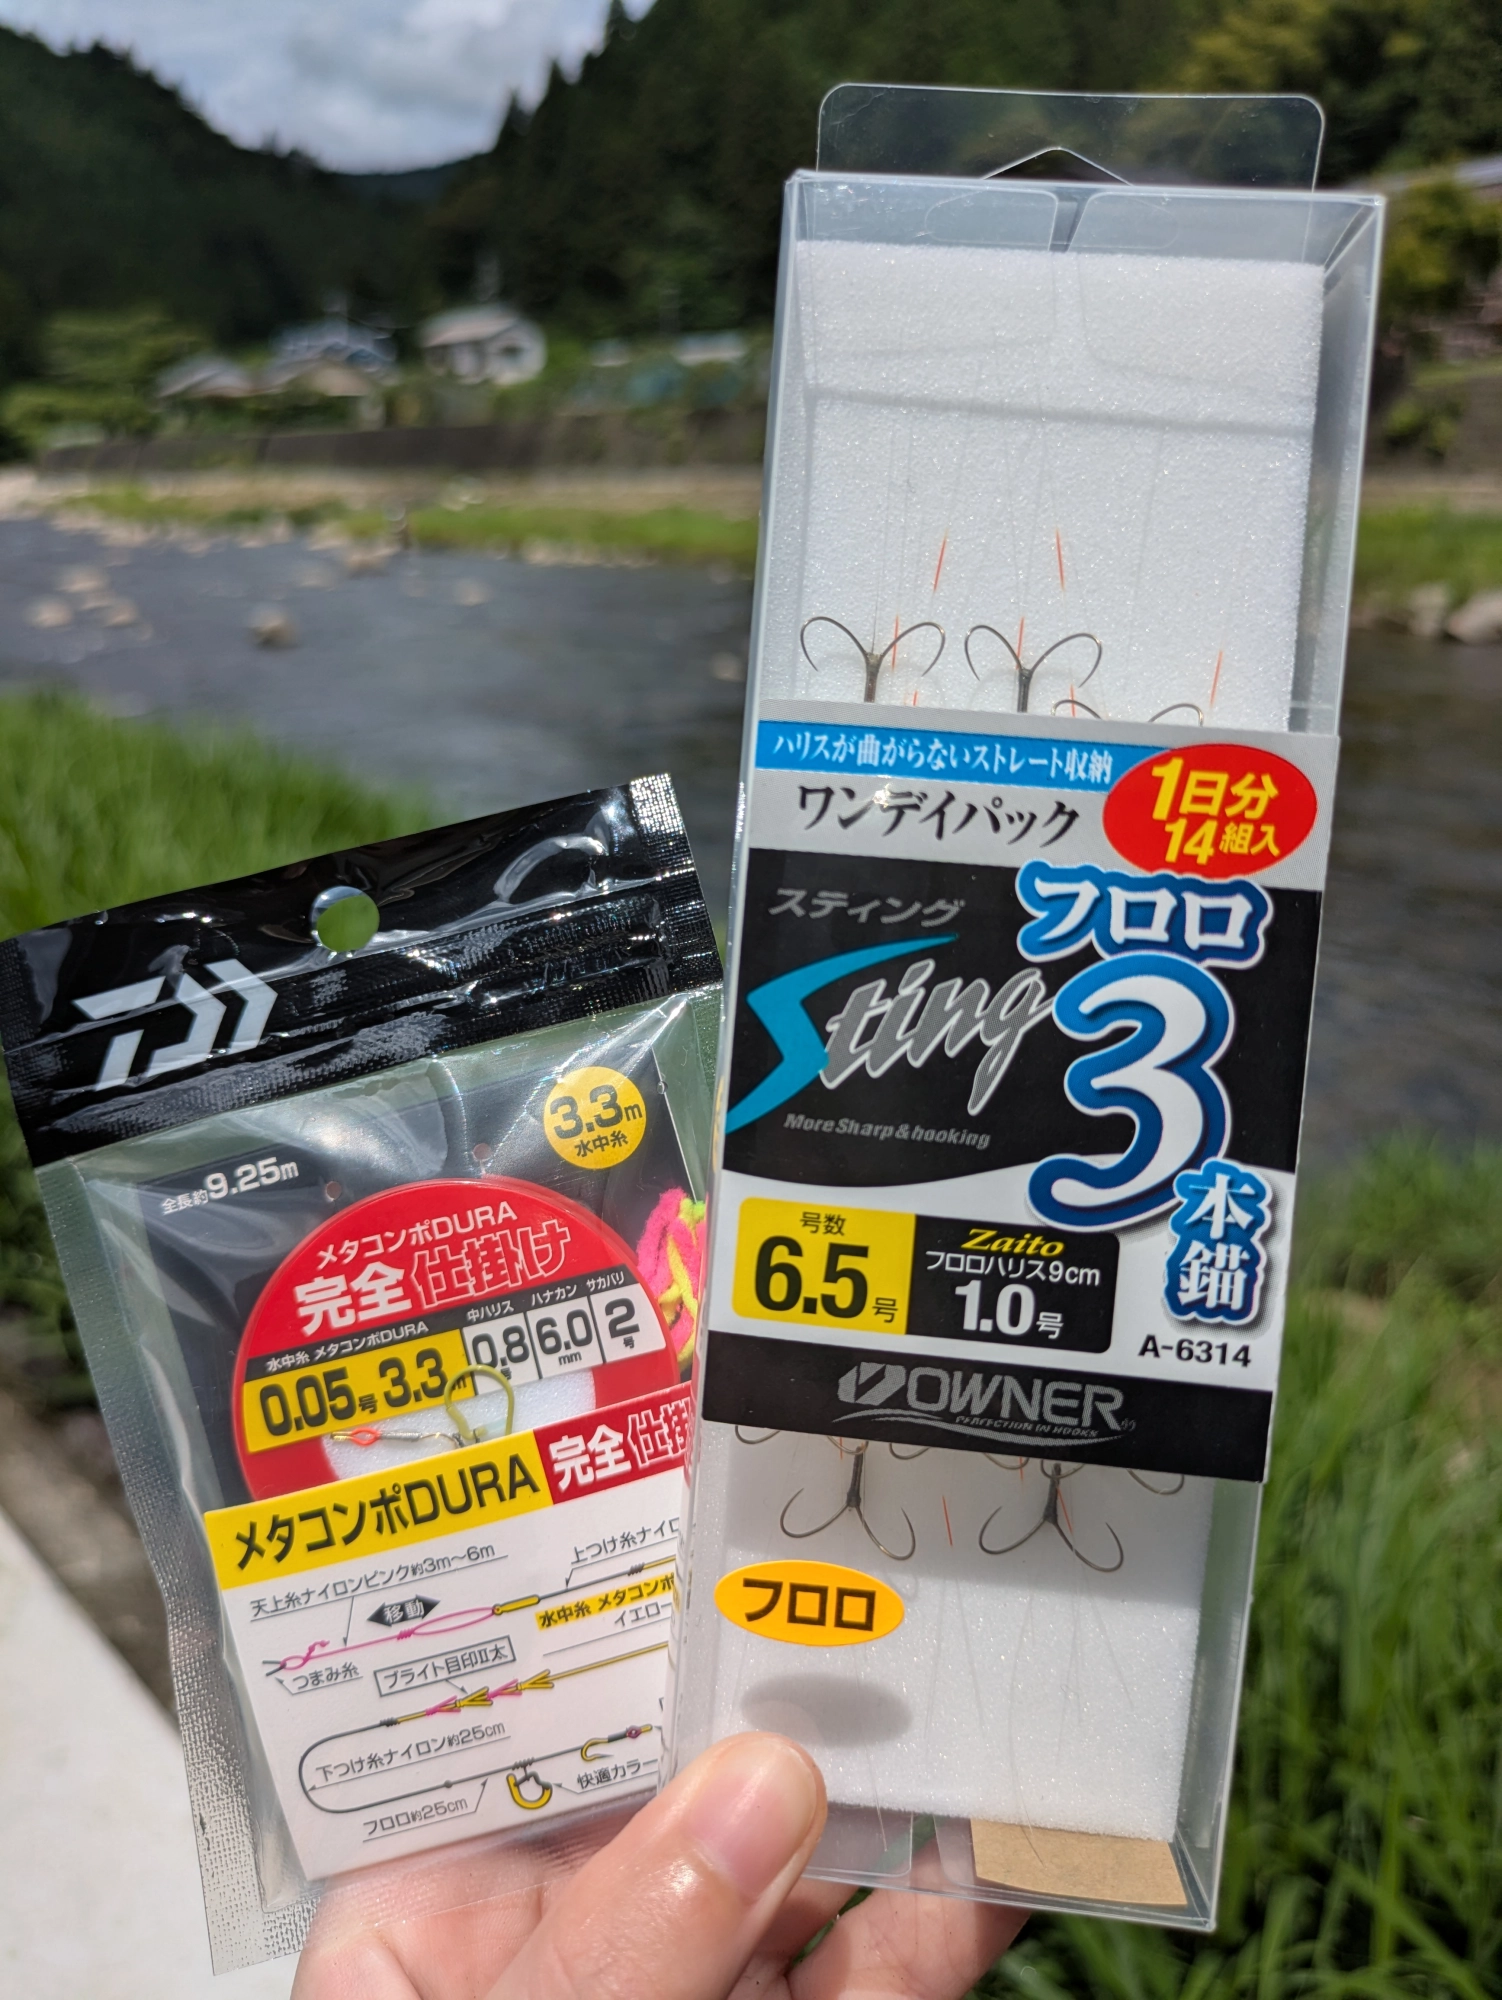 ハリスが曲がらないストレート収納
ワンデイパック
1日分
14組入
スティング
フロロ
Sting
3
本錨
More Sharp & hooking
号数
6.5号
Zaito
フロロハリス9cm
1.0号
A-6314
OWNER
PERFECTION IN HOOKS
フロロ
3.3m
水中糸
全長約9.25m
メタコンポDURA
完全仕掛け
水中糸 メタコンポDURA
0.05号 3.3m
中ハリス
0.8号
ハナカン
6.0mm
サカバリ
2号
メタコンポDURA 完全仕掛
天上糸ナイロンピンク約3m〜6m
上つけ糸ナイロ
移動
水中糸 メタコンポ
イエロー
つまみ糸
ブライト目印II太
下つけ糸ナイロン約25cm
フロロ約25cm
快適カラー